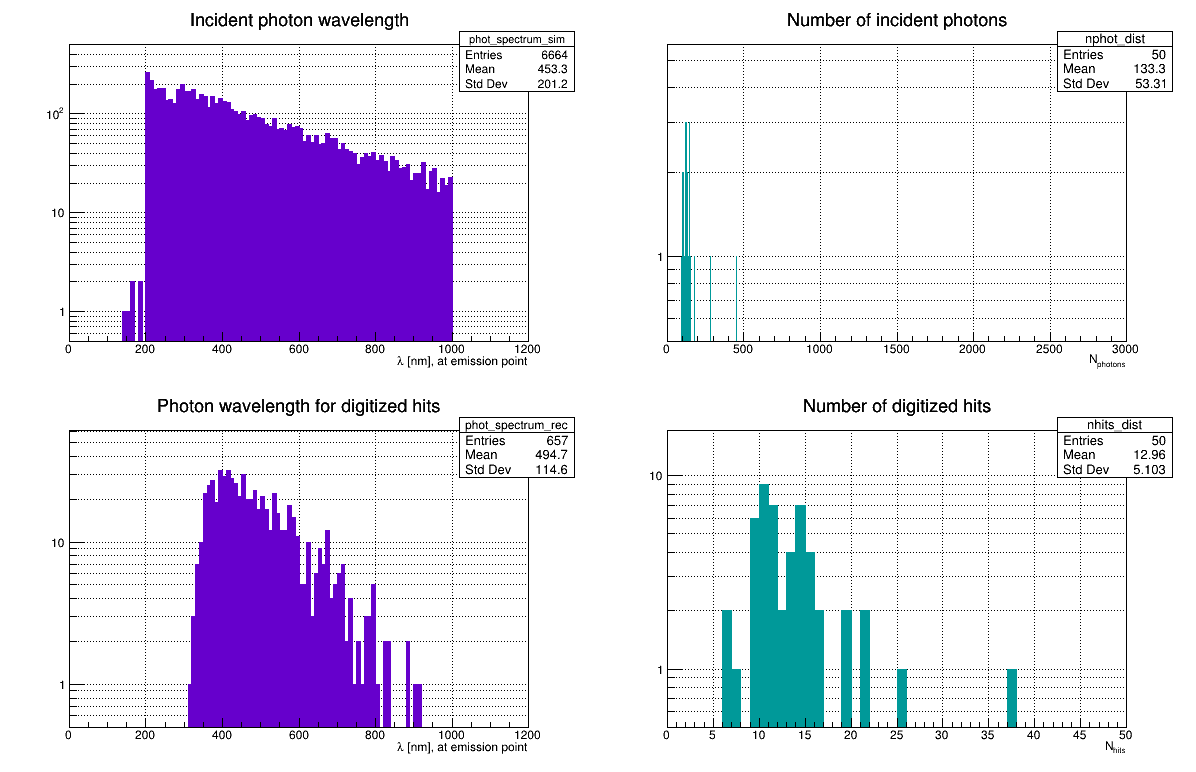 Incident photon wavelength
phot_spectrum_sim
Entries 6664
Mean 453.3
Std Dev 201.2
10²
10
1
0 200 400 600 800 1000 1200
λ [nm], at emission point
Number of incident photons
nphot_dist
Entries 50
Mean 133.3
Std Dev 53.31
1
0 500 1000 1500 2000 2500 3000
Nphotons
Photon wavelength for digitized hits
phot_spectrum_rec
Entries 657
Mean 494.7
Std Dev 114.6
10
1
0 200 400 600 800 1000 1200
λ [nm], at emission point
Number of digitized hits
nhits_dist
Entries 50
Mean 12.96
Std Dev 5.103
10
1
0 5 10 15 20 25 30 35 40 45 50
Nhits